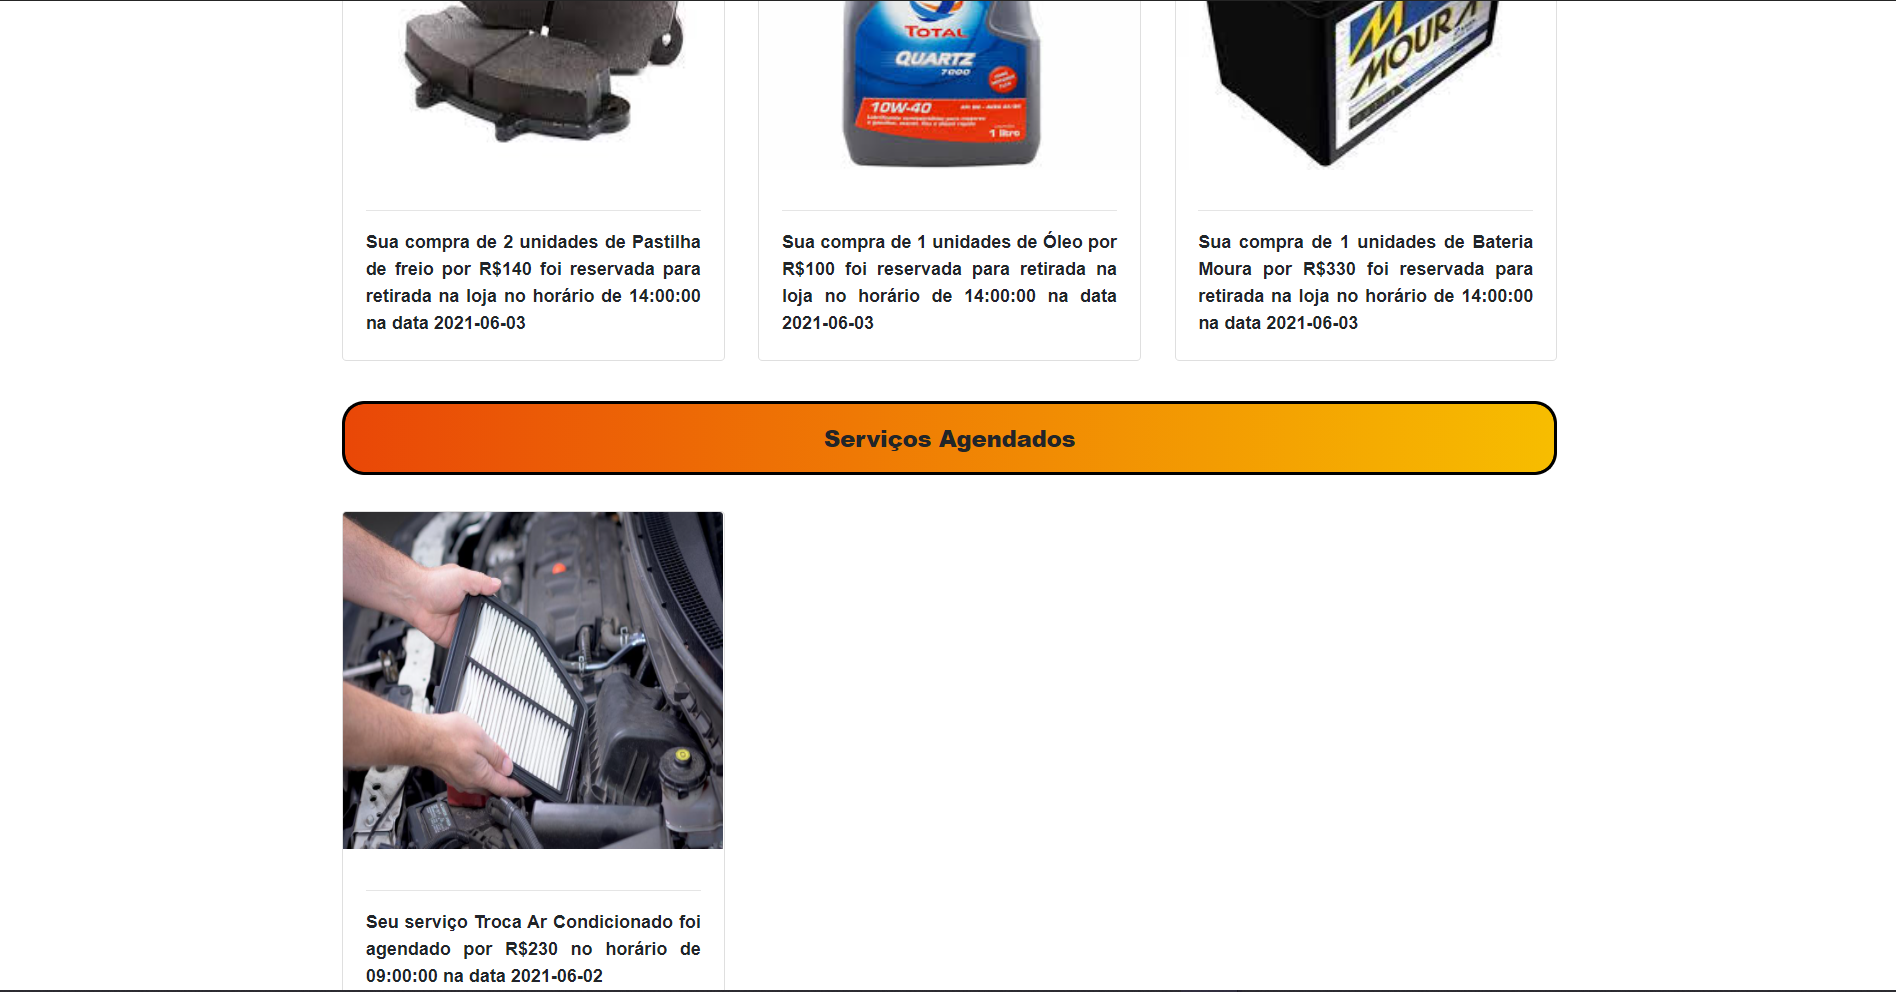 TOTAL
QUARTZ
7000
10W-40
1 litro
MOURA
Sua compra de 2 unidades de Pastilha
de freio por R$140 foi reservada para
retirada na loja no horário de 14:00:00
na data 2021-06-03
Sua compra de 1 unidades de Óleo por
R$100 foi reservada para retirada na
loja no horário de 14:00:00 na data
2021-06-03
Sua compra de 1 unidades de Bateria
Moura por R$330 foi reservada para
retirada na loja no horário de 14:00:00
na data 2021-06-03
Serviços Agendados
Seu serviço Troca Ar Condicionado foi
agendado por R$230 no horário de
09:00:00 na data 2021-06-02